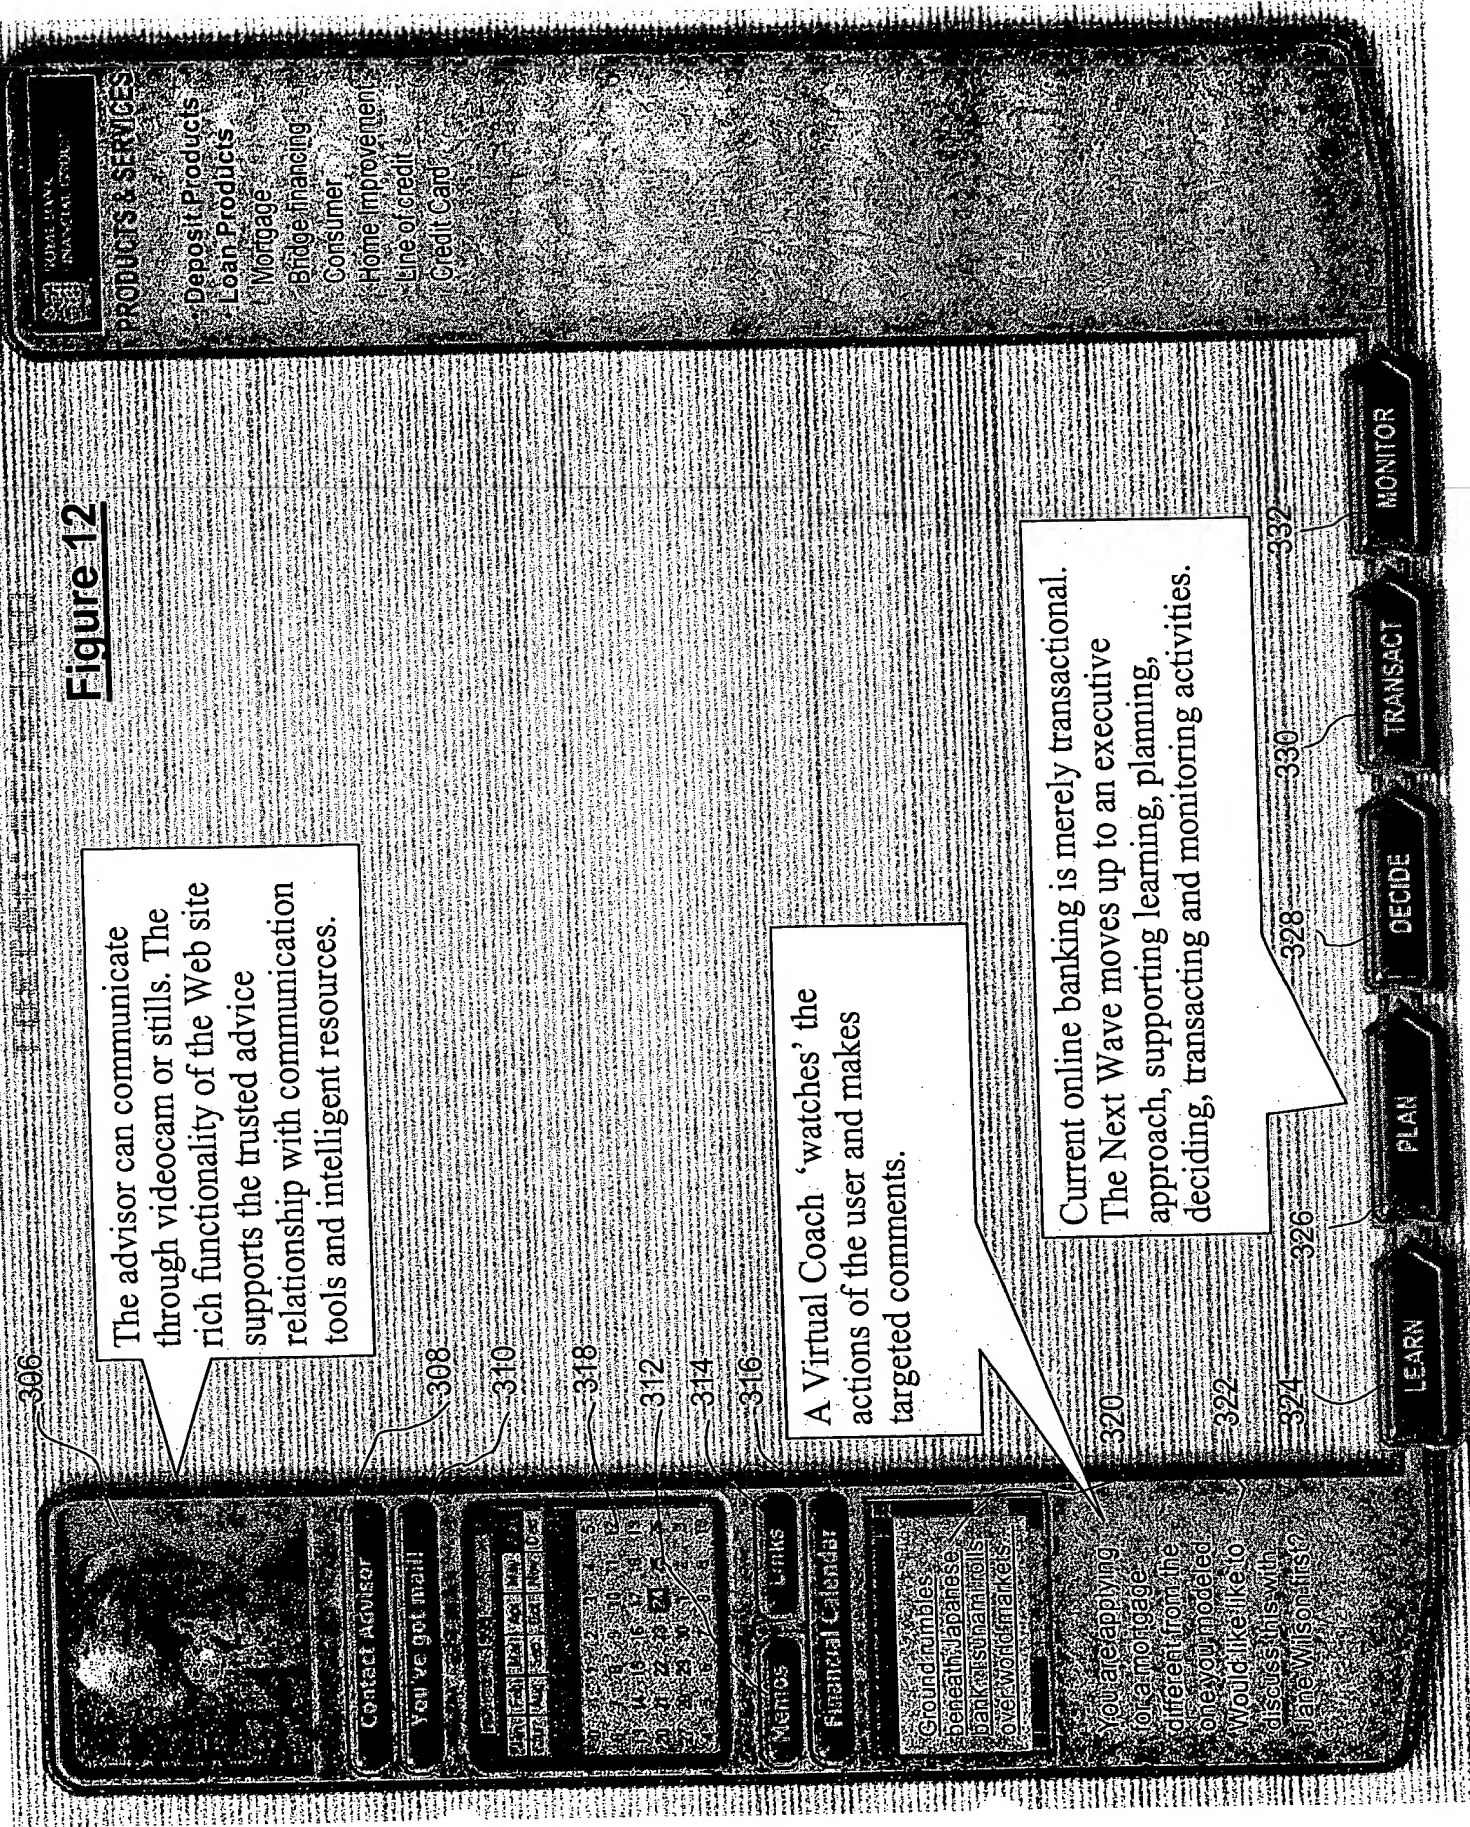 Figure 12
306
The advisor can communicate
through videocam or stills. The
rich functionality of the Web site
supports the trusted advice
relationship with communication
tools and intelligent resources.
Contact Advisor
308
You've got mail!
310
318
312
314
316
Memos
Links
Financial Calendar
A Virtual Coach 'watches' the
actions of the user and makes
targeted comments.
Ground rumbles
beneath Japanese
bank as tsunami rolls
over world markets.
320
You are applying
for a mortgage
different from the
one you modeled.
Would like like to
discuss this with
Jane Wilson first?
322
Current online banking is merely transactional.
The Next Wave moves up to an executive
approach, supporting learning, planning,
deciding, transacting and monitoring activities.
324
326
328
330
332
LEARN
PLAN
DECIDE
TRANSACT
MONITOR
ROYAL BANK
FINANCIAL GROUP
PRODUCTS & SERVICES
Deposit Products
Loan Products
Mortgage
Bridge financing
Consumer
Home Improvement
Line of credit
Credit Card